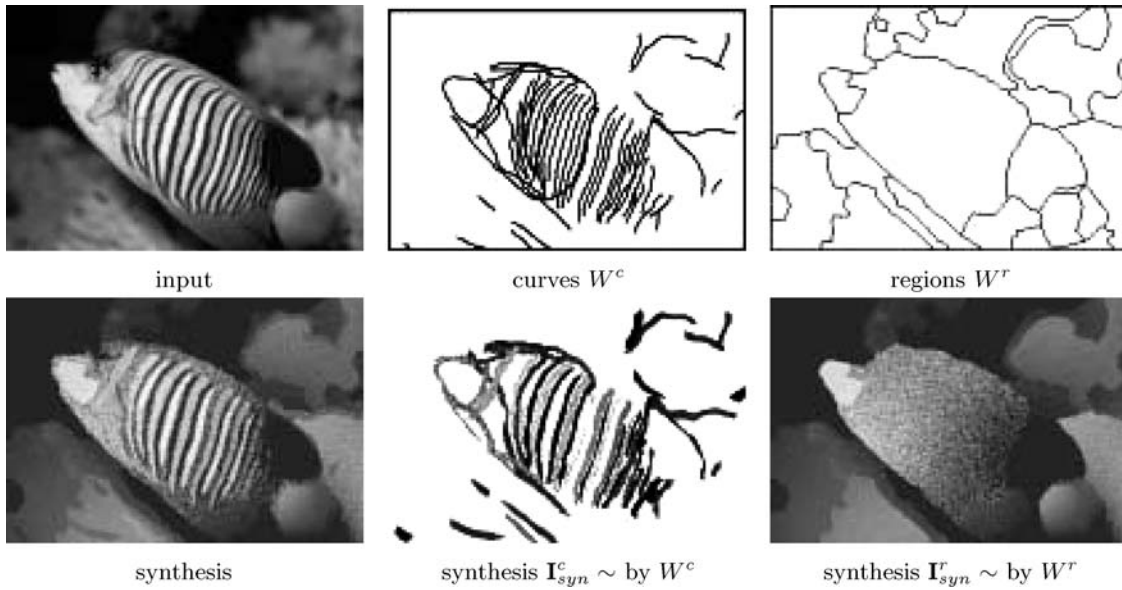 input
curves W^c
regions W^r
synthesis
synthesis I^c_syn ∼ by W^c
synthesis I^r_syn ∼ by W^r